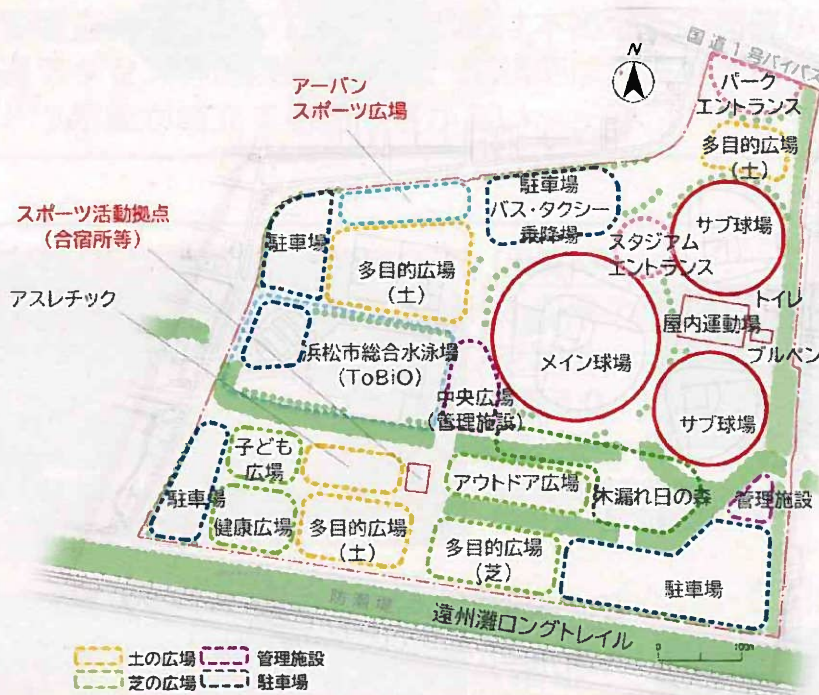 国道1号バイパス
N
パーク
エントランス
アーバン
スポーツ広場
多目的広場
(土)
駐車場
バス・タクシー
乗降場
サブ球場
スポーツ活動拠点
(合宿所等)
駐車場
スタジアム
エントランス
多目的広場
(土)
アスレチック
トイレ
屋内運動場
ブルペン
浜松市総合水泳場
(ToBiO)
メイン球場
中央広場
(管理施設)
サブ球場
子ども
広場
アウトドア広場
木漏れ日の森
管理施設
駐車場
健康広場
多目的広場
(土)
多目的広場
(芝)
駐車場
防潮堤
遠州灘ロングトレイル
0
100m
土の広場
管理施設
芝の広場
駐車場